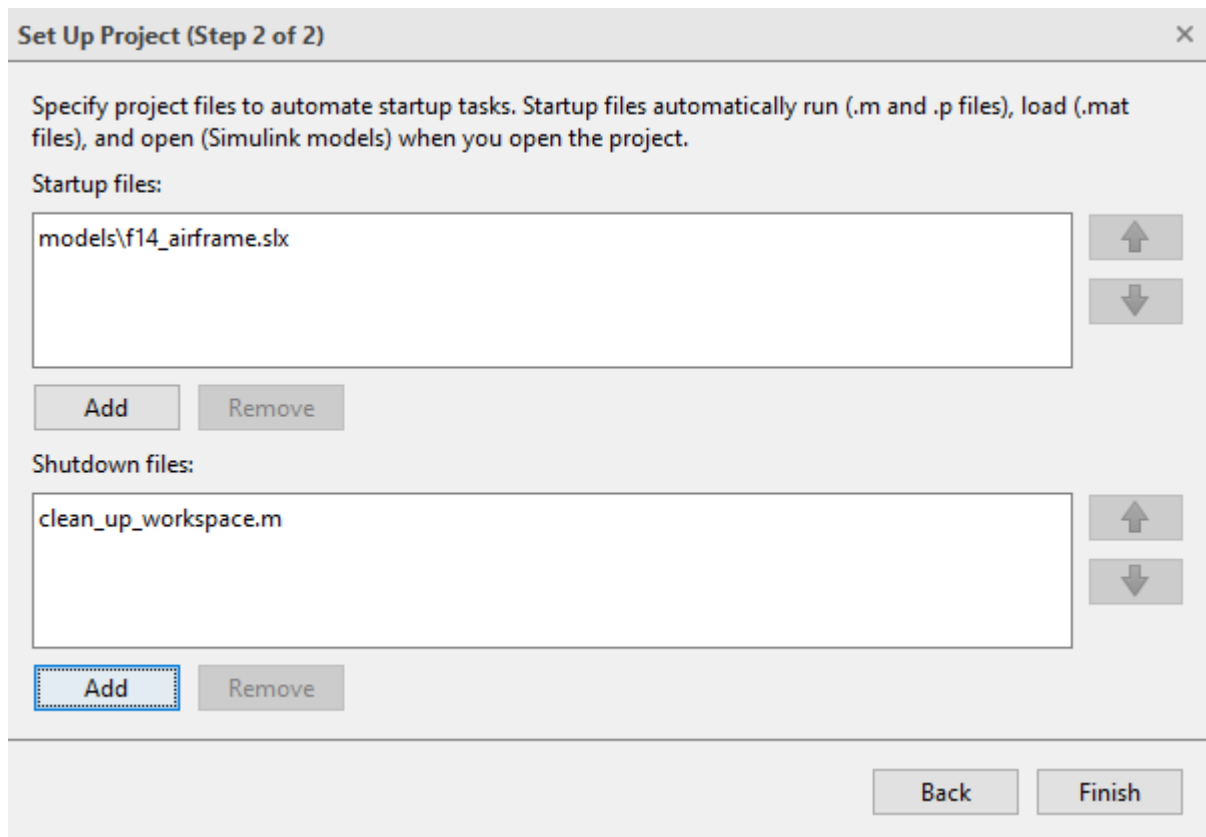 Set Up Project (Step 2 of 2)
Specify project files to automate startup tasks. Startup files automatically run (.m and .p files), load (.mat
files), and open (Simulink models) when you open the project.
Startup files:
models\f14_airframe.slx
Add Remove
Shutdown files:
clean_up_workspace.m
Add Remove
Back Finish